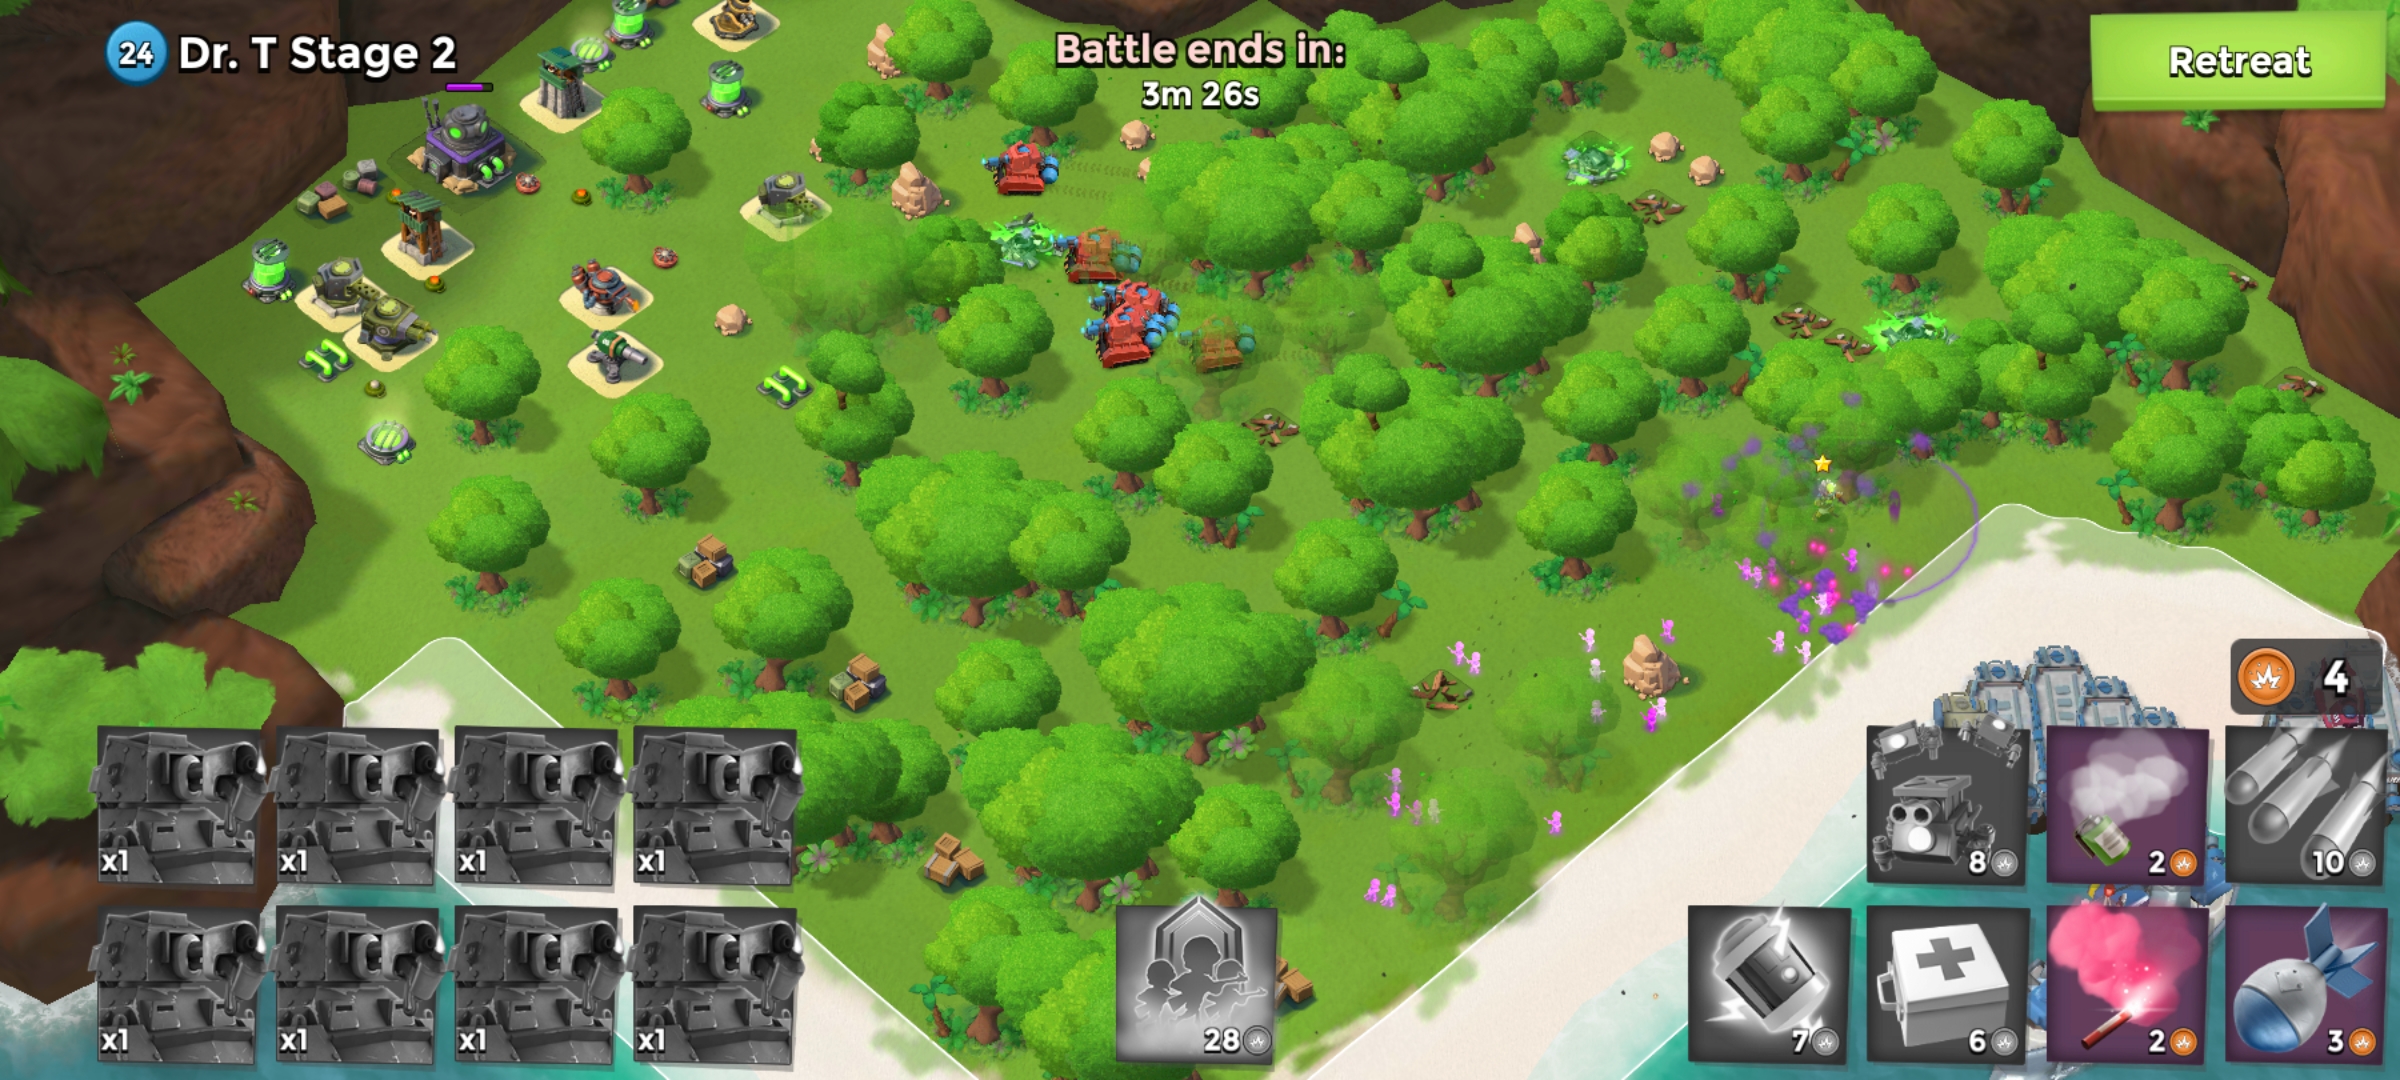 24 Dr. T Stage 2
Battle ends in:
3m 26s
Retreat
4
x1 x1 x1 x1
8 2 10
x1 x1 x1 x1
28
7 6 2 3